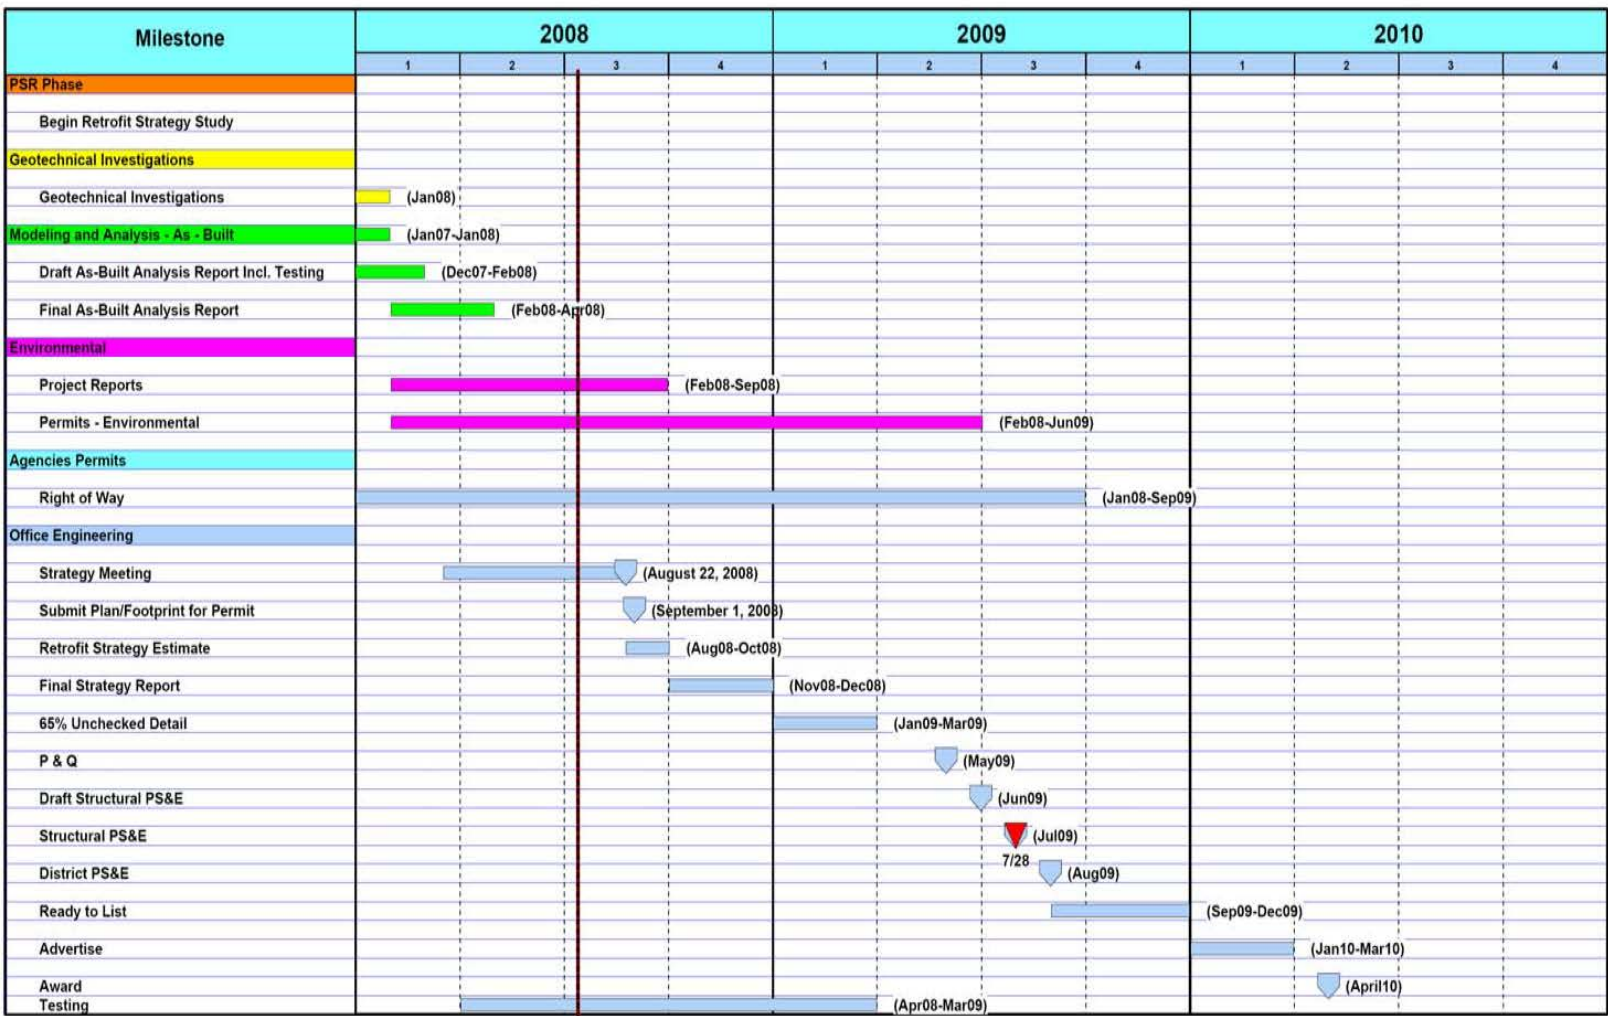 Milestone 2008 2009 2010
1 2 3 4 1 2 3 4 1 2 3 4
PSR Phase
Begin Retrofit Strategy Study
Geotechnical Investigations
Geotechnical Investigations (Jan08)
Modeling and Analysis - As - Built (Jan07-Jan08)
Draft As-Built Analysis Report Incl. Testing (Dec07-Feb08)
Final As-Built Analysis Report (Feb08-Apr08)
Environmental
Project Reports (Feb08-Sep08)
Permits - Environmental (Feb08-Jun09)
Agencies Permits
Right of Way (Jan08-Sep09)
Office Engineering
Strategy Meeting (August 22, 2008)
Submit Plan/Footprint for Permit (September 1, 2008)
Retrofit Strategy Estimate (Aug08-Oct08)
Final Strategy Report (Nov08-Dec08)
65% Unchecked Detail (Jan09-Mar09)
P & Q (May09)
Draft Structural PS&E (Jun09)
Structural PS&E (Jul09)
7/28
District PS&E (Aug09)
Ready to List (Sep09-Dec09)
Advertise (Jan10-Mar10)
Award (April10)
Testing (Apr08-Mar09)